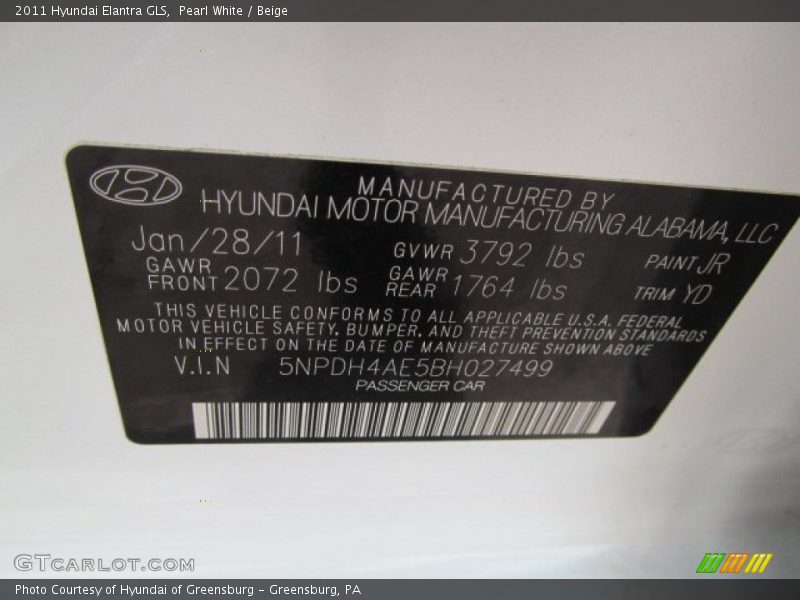 2011 Hyundai Elantra GLS, Pearl White / Beige
MANUFACTURED BY
HYUNDAI MOTOR MANUFACTURING ALABAMA, LLC
Jan/28/11 GVWR 3792 lbs PAINT JR
GAWR FRONT 2072 lbs GAWR REAR 1764 lbs TRIM YD
THIS VEHICLE CONFORMS TO ALL APPLICABLE U.S.A. FEDERAL
MOTOR VEHICLE SAFETY, BUMPER, AND THEFT PREVENTION STANDARDS
IN EFFECT ON THE DATE OF MANUFACTURE SHOWN ABOVE
V.I.N 5NPDH4AE5BH027499
PASSENGER CAR
GTCARLOT.COM
Photo Courtesy of Hyundai of Greensburg - Greensburg, PA